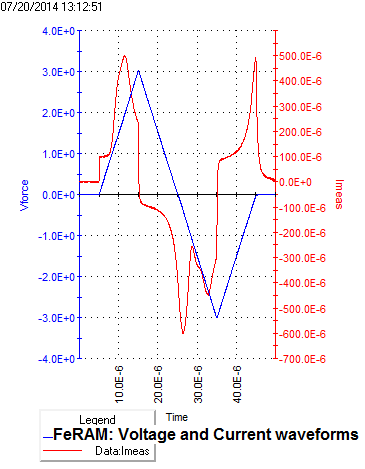 07/20/2014 13:12:51
4.0E+0
3.0E+0
2.0E+0
1.0E+0
0.0E+0
-1.0E+0
-2.0E+0
-3.0E+0
-4.0E+0
Vforce
500.0E-6
400.0E-6
300.0E-6
200.0E-6
100.0E-6
0.0E+0
-100.0E-6
-200.0E-6
-300.0E-6
-400.0E-6
-500.0E-6
-600.0E-6
-700.0E-6
Imeas
10.0E-6
20.0E-6
30.0E-6
40.0E-6
Time
Legend
FeRAM: Voltage and Current waveforms
Data:Imeas